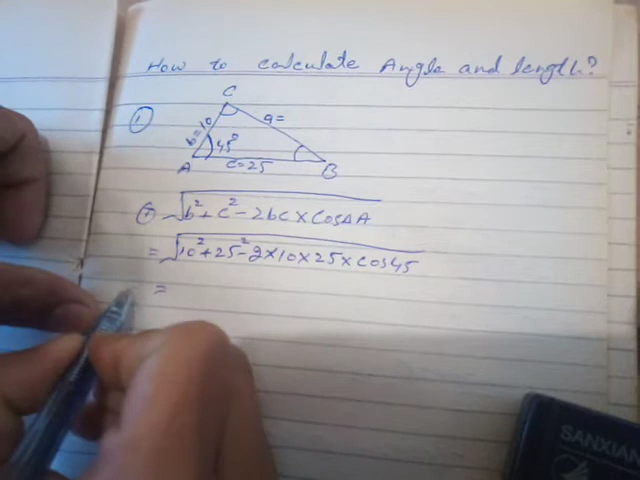 How to calculate Angle and length?
①
C
b=10
a=
45°
A
c=25
B
√b²+c²-2bc×Cos∠A
=√10²+25²-2×10×25×Cos45
=
SANXIAN